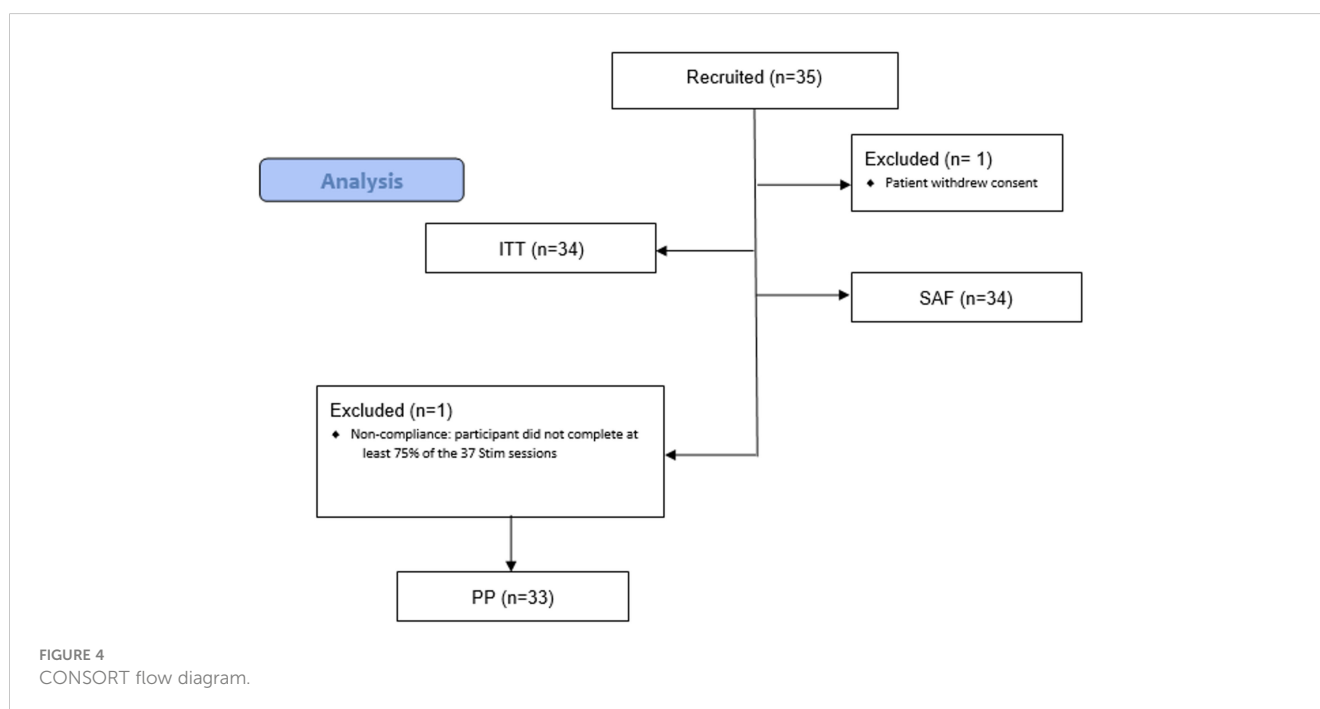 Recruited (n=35)
Excluded (n= 1)
◆ Patient withdrew consent
Analysis
ITT (n=34)
SAF (n=34)
Excluded (n=1)
◆ Non-compliance: participant did not complete at
least 75% of the 37 Stim sessions
PP (n=33)
FIGURE 4
CONSORT flow diagram.